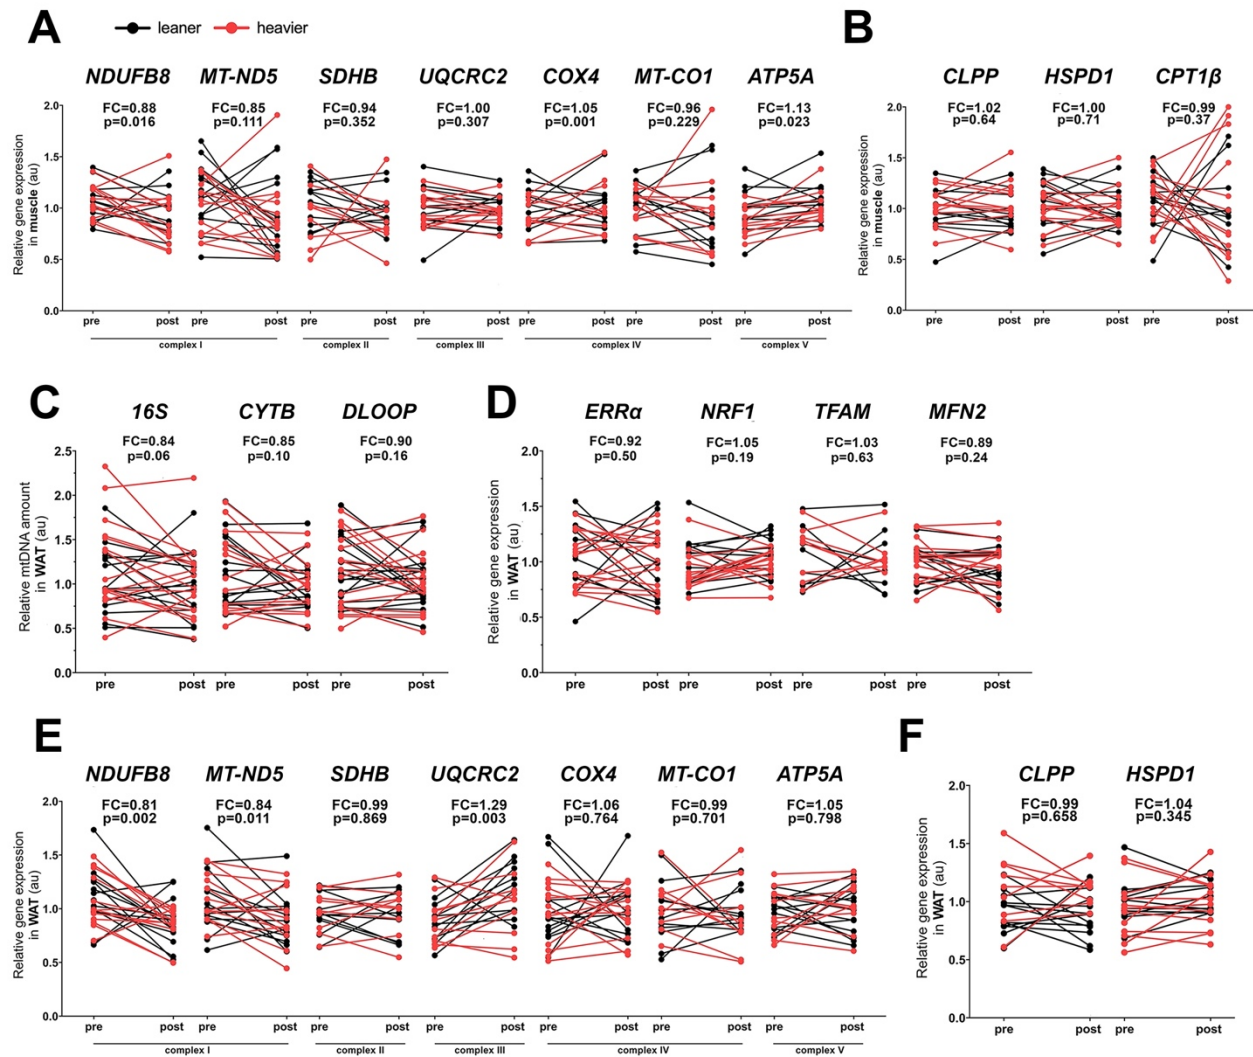 A
leaner heavier
B
NDUFB8 MT-ND5 SDHB UQCRC2 COX4 MT-CO1 ATP5A
FC=0.88 FC=0.85 FC=0.94 FC=1.00 FC=1.05 FC=0.96 FC=1.13
p=0.016 p=0.111 p=0.352 p=0.307 p=0.001 p=0.229 p=0.023
Relative gene expression
in muscle (au)
2.0
1.5
1.0
0.5
0.0
pre post pre post pre post pre post pre post pre post pre post
complex I complex II complex III complex IV complex V
CLPP HSPD1 CPT1β
FC=1.02 FC=1.00 FC=0.99
p=0.64 p=0.71 p=0.37
Relative gene expression
in muscle (au)
2.0
1.5
1.0
0.5
0.0
pre post pre post pre post
C
16S CYTB DLOOP
FC=0.84 FC=0.85 FC=0.90
p=0.06 p=0.10 p=0.16
Relative mtDNA amount
in WAT (au)
2.5
2.0
1.5
1.0
0.5
0.0
pre post pre post pre post
D
ERRα NRF1 TFAM MFN2
FC=0.92 FC=1.05 FC=1.03 FC=0.89
p=0.50 p=0.19 p=0.63 p=0.24
Relative gene expression
in WAT (au)
2.0
1.5
1.0
0.5
0.0
pre post pre post pre post pre post
E
NDUFB8 MT-ND5 SDHB UQCRC2 COX4 MT-CO1 ATP5A
FC=0.81 FC=0.84 FC=0.99 FC=1.29 FC=1.06 FC=0.99 FC=1.05
p=0.002 p=0.011 p=0.869 p=0.003 p=0.764 p=0.701 p=0.798
Relative gene expression
in WAT (au)
2.0
1.5
1.0
0.5
0.0
pre post pre post pre post pre post pre post pre post pre post
complex I complex II complex III complex IV complex V
F
CLPP HSPD1
FC=0.99 FC=1.04
p=0.658 p=0.345
Relative gene expression
in WAT (au)
2.0
1.5
1.0
0.5
0.0
pre post pre post